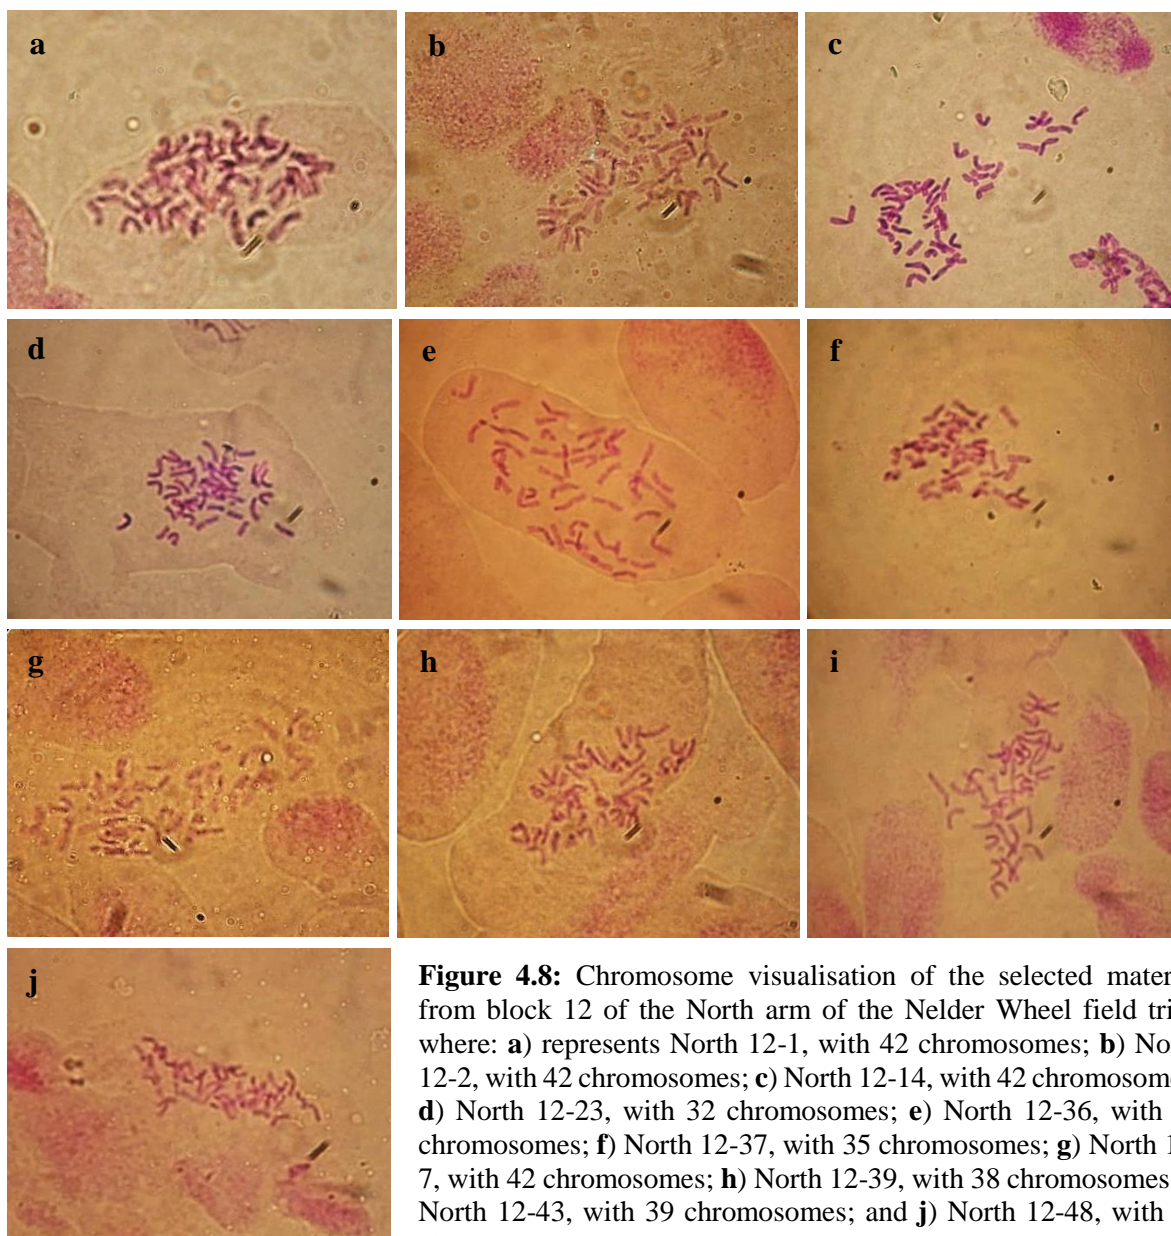 a
b
c
d
e
f
g
h
i
j
Figure 4.8: Chromosome visualisation of the selected mater
from block 12 of the North arm of the Nelder Wheel field tri
where: a) represents North 12-1, with 42 chromosomes; b) No
12-2, with 42 chromosomes; c) North 12-14, with 42 chromosom
d) North 12-23, with 32 chromosomes; e) North 12-36, with
chromosomes; f) North 12-37, with 35 chromosomes; g) North 1
7, with 42 chromosomes; h) North 12-39, with 38 chromosomes
North 12-43, with 39 chromosomes; and j) North 12-48, with